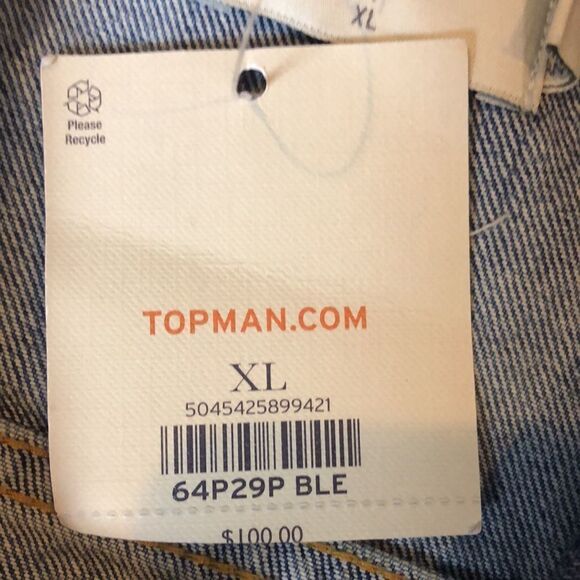 XL
Please
Recycle
TOPMAN.COM
XL
5045425899421
64P29P BLE
$100.00